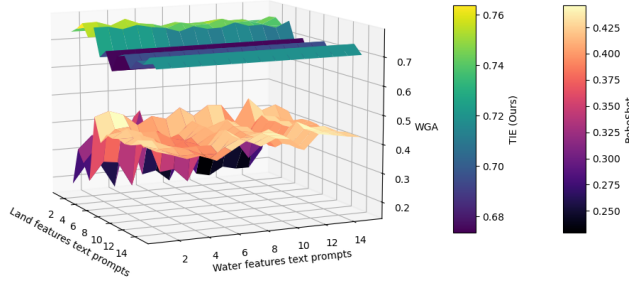 0.7
0.6
0.5
0.4
0.3
0.2
WGA
2 4 6 8 10 12 14
Land features text prompts
2 4 6 8 10 12 14
Water features text prompts
0.76
0.74
0.72
0.70
0.68
TIE (Ours)
0.425
0.400
0.375
0.350
0.325
0.300
0.275
0.250
RoboShot